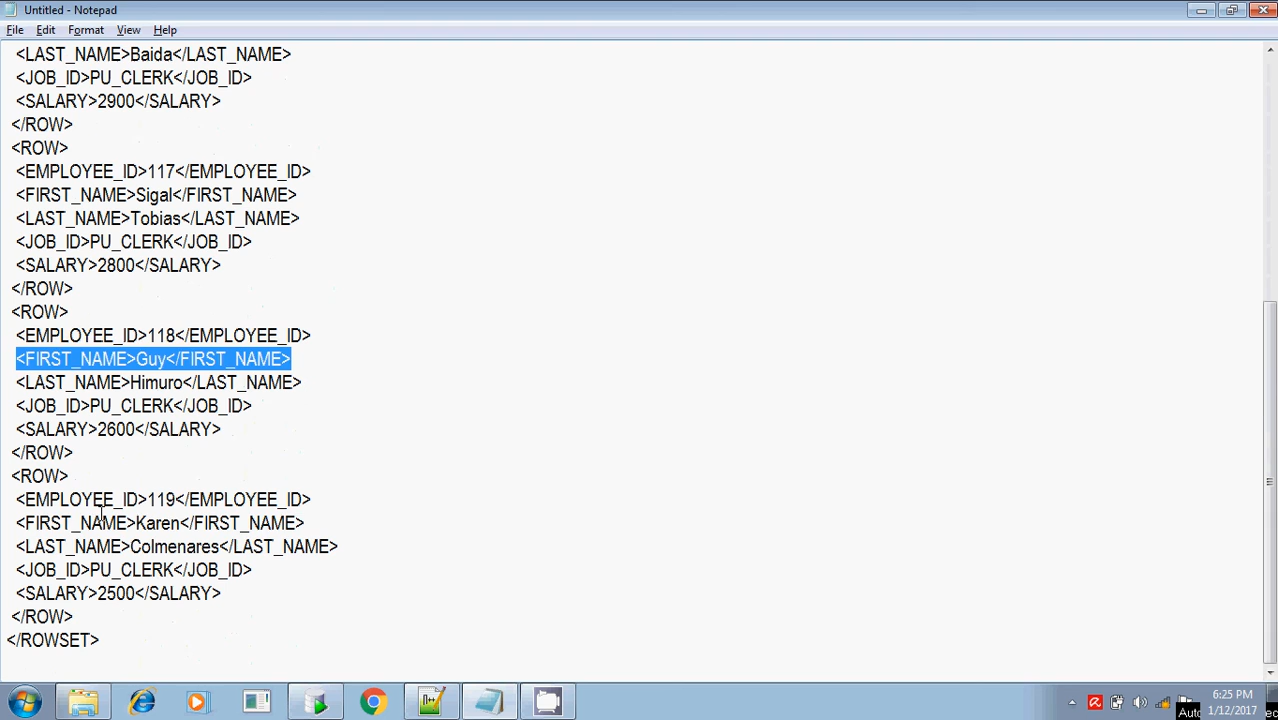 Untitled - Notepad
File Edit Format View Help
<LAST_NAME>Baida</LAST_NAME>
<JOB_ID>PU_CLERK</JOB_ID>
<SALARY>2900</SALARY>
</ROW>
<ROW>
<EMPLOYEE_ID>117</EMPLOYEE_ID>
<FIRST_NAME>Sigal</FIRST_NAME>
<LAST_NAME>Tobias</LAST_NAME>
<JOB_ID>PU_CLERK</JOB_ID>
<SALARY>2800</SALARY>
</ROW>
<ROW>
<EMPLOYEE_ID>118</EMPLOYEE_ID>
<FIRST_NAME>Guy</FIRST_NAME>
<LAST_NAME>Himuro</LAST_NAME>
<JOB_ID>PU_CLERK</JOB_ID>
<SALARY>2600</SALARY>
</ROW>
<ROW>
<EMPLOYEE_ID>119</EMPLOYEE_ID>
<FIRST_NAME>Karen</FIRST_NAME>
<LAST_NAME>Colmenares</LAST_NAME>
<JOB_ID>PU_CLERK</JOB_ID>
<SALARY>2500</SALARY>
</ROW>
</ROWSET>
6:25 PM
Auto 1/12/2017